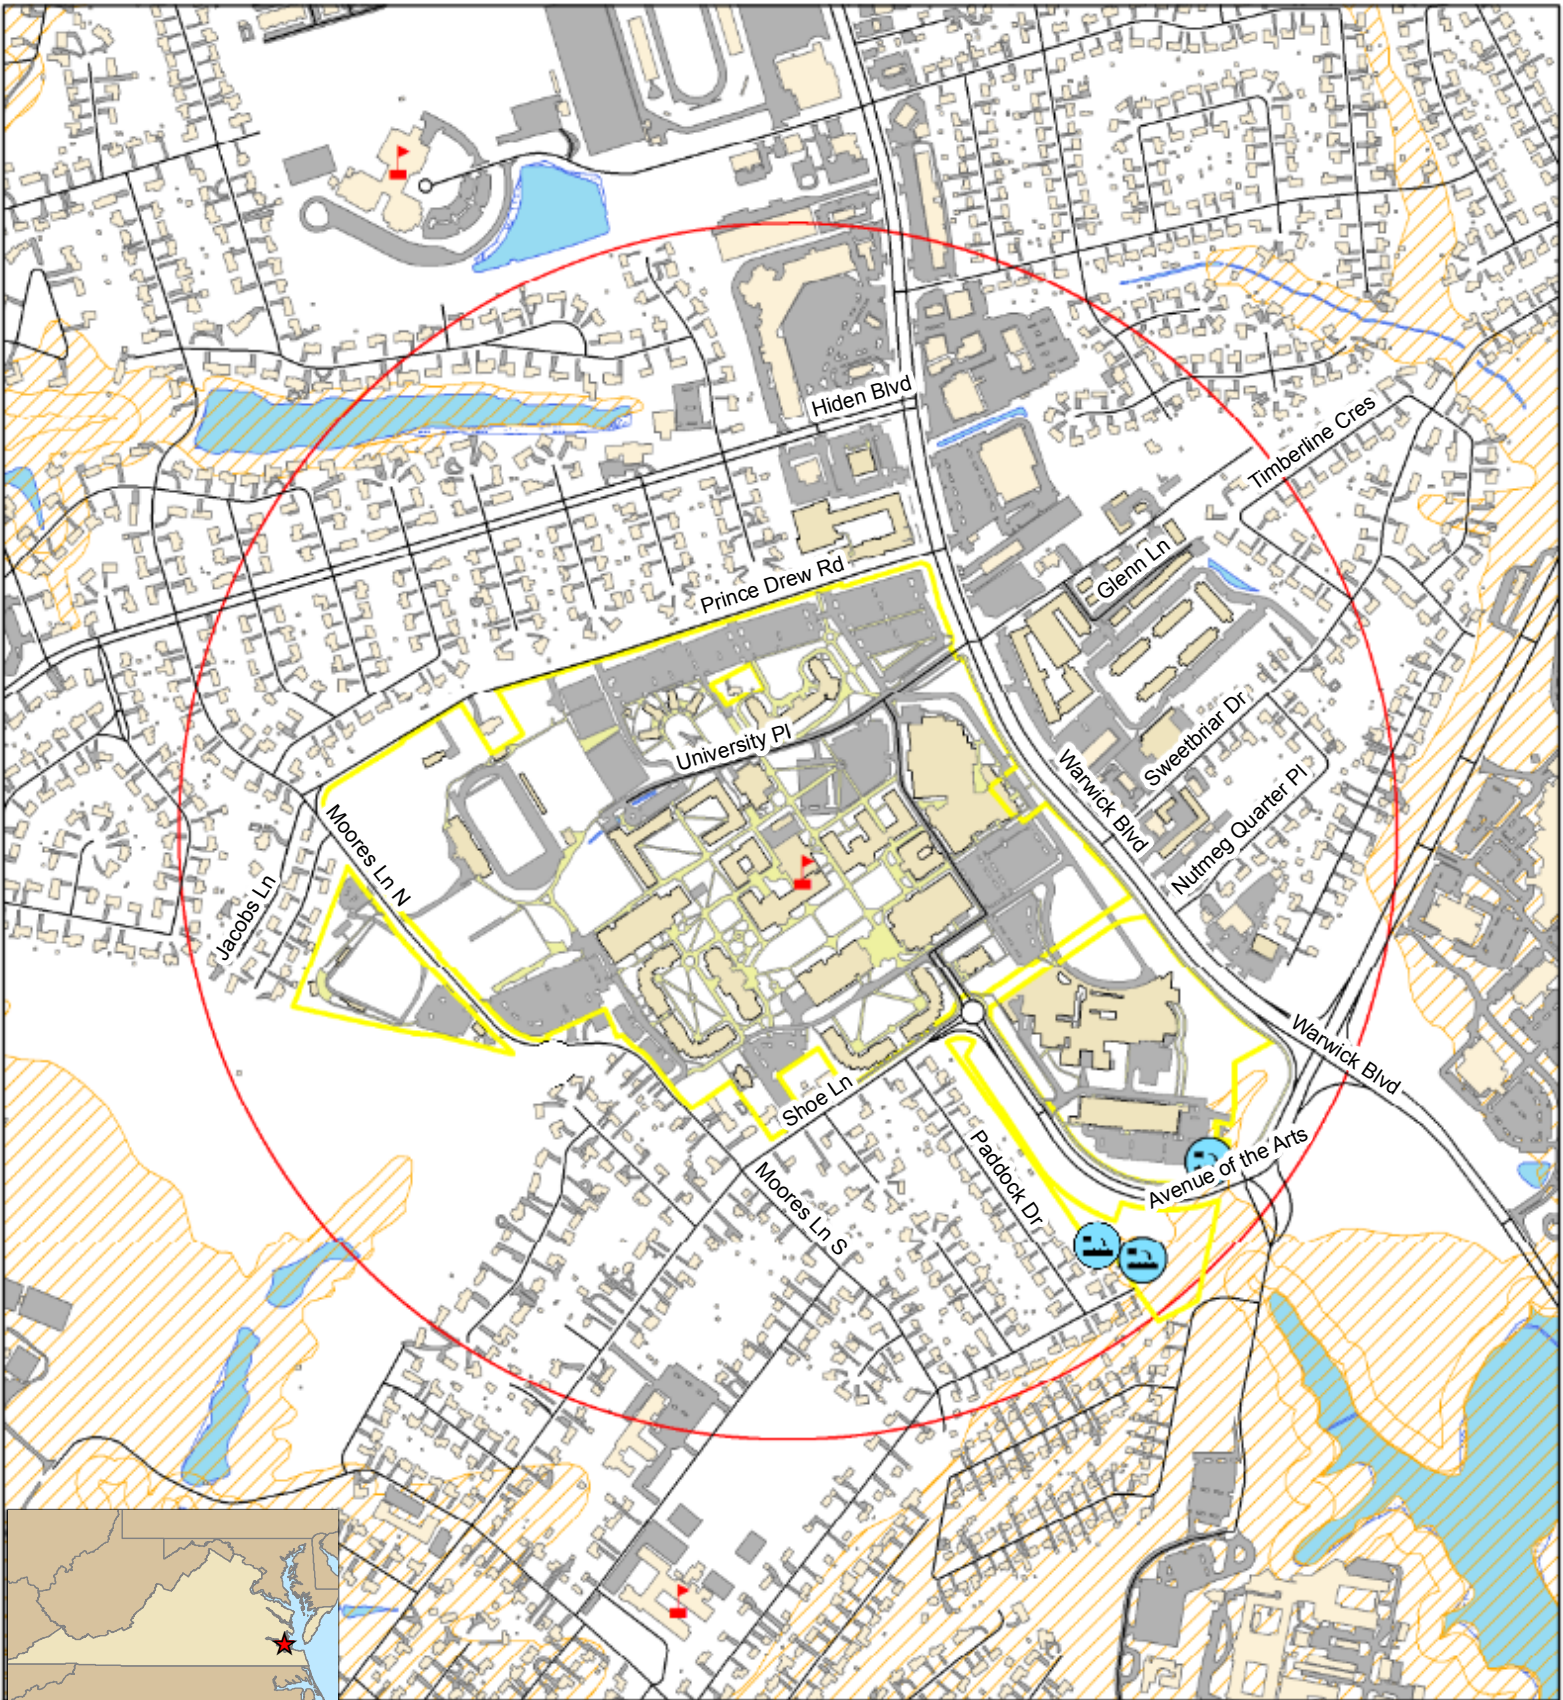 Hiden Blvd
Timberline Cres
Prince Drew Rd
Glenn Ln
University Pl
Sweetbriar Dr
Warwick Blvd
Nutmeg Quarter Pl
Moores Ln N
Jacobs Ln
Warwick Blvd
Shoe Ln
Paddock Dr
Avenue of the Arts
Moores Ln S